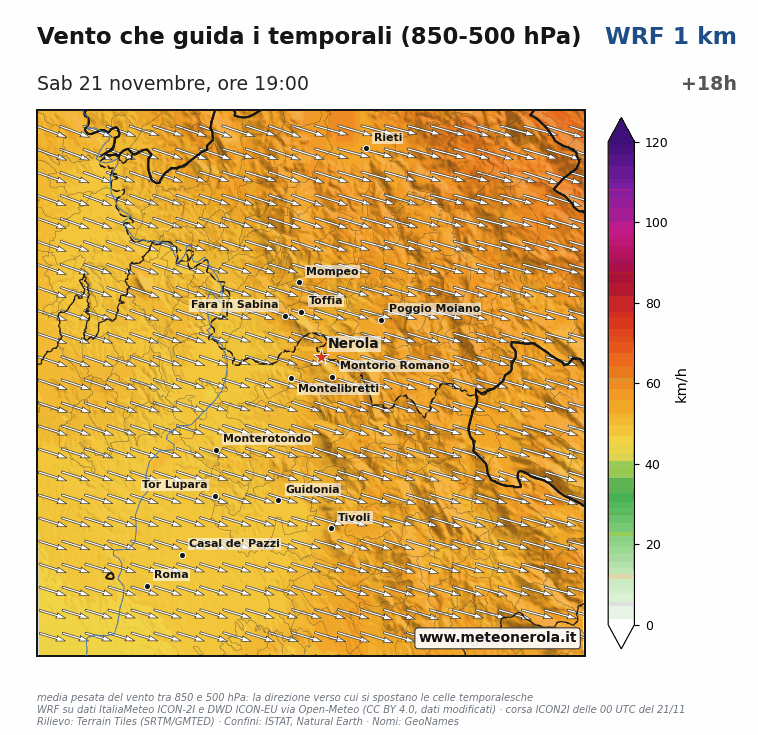 Vento che guida i temporali (850-500 hPa) WRF 1 km
Sab 21 novembre, ore 19:00 +18h
Rieti
Mompeo
Fara in Sabina
Toffia
Poggio Moiano
Nerola
Montorio Romano
Montelibretti
Monterotondo
Tor Lupara
Guidonia
Tivoli
Casal de' Pazzi
Roma
www.meteonerola.it
120
100
80
60
40
20
0
km/h
media pesata del vento tra 850 e 500 hPa: la direzione verso cui si spostano le celle temporalesche
WRF su dati ItaliaMeteo ICON-2I e DWD ICON-EU via Open-Meteo (CC BY 4.0, dati modificati) · corsa ICON2I delle 00 UTC del 21/11
Rilievo: Terrain Tiles (SRTM/GMTED) · Confini: ISTAT, Natural Earth · Nomi: GeoNames